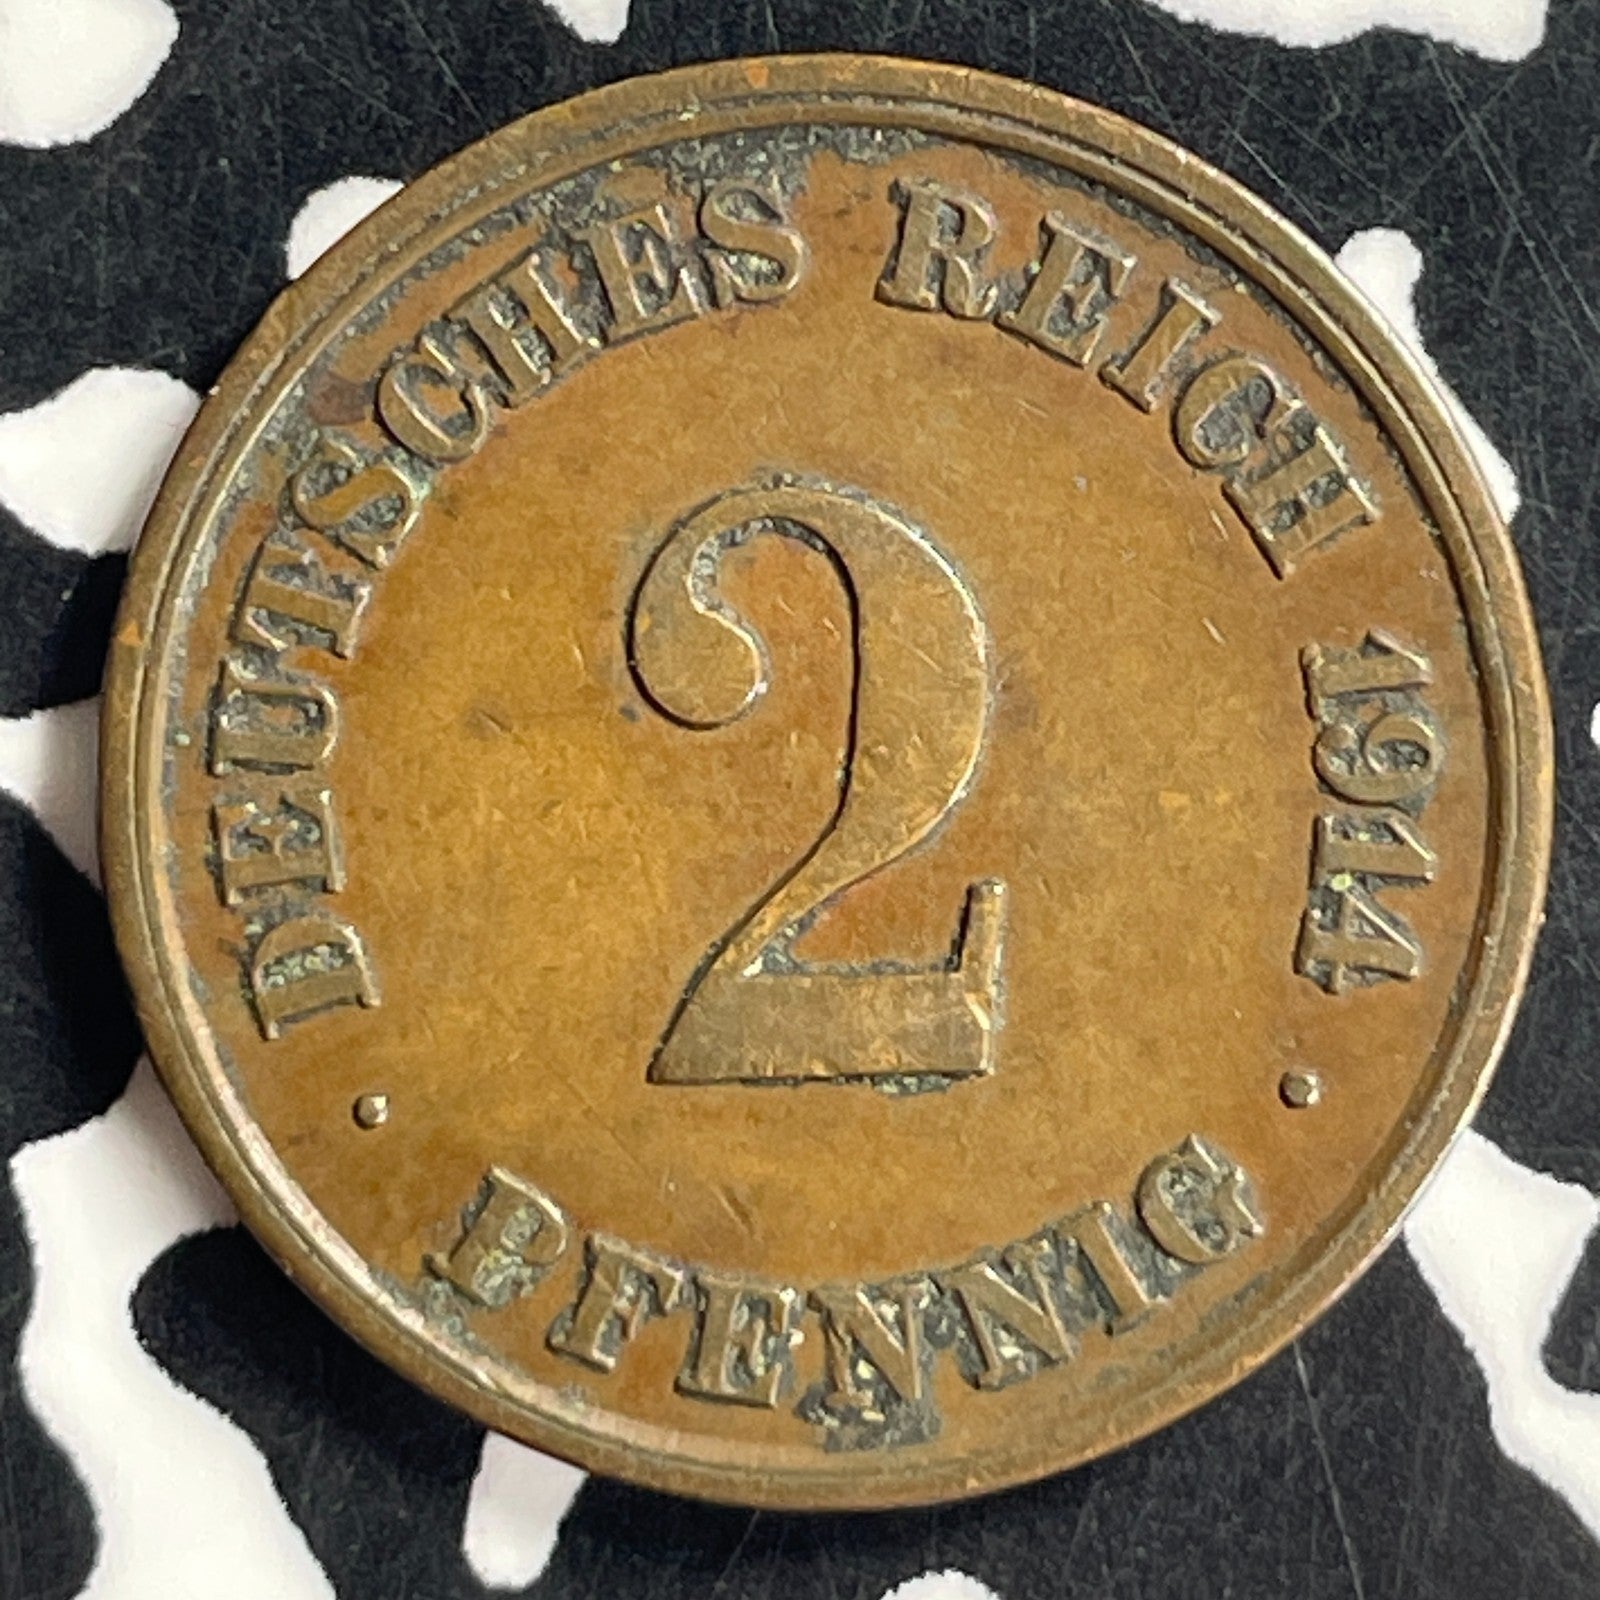 DEUTSCHES REICH 1914
2
· PFENNIG ·